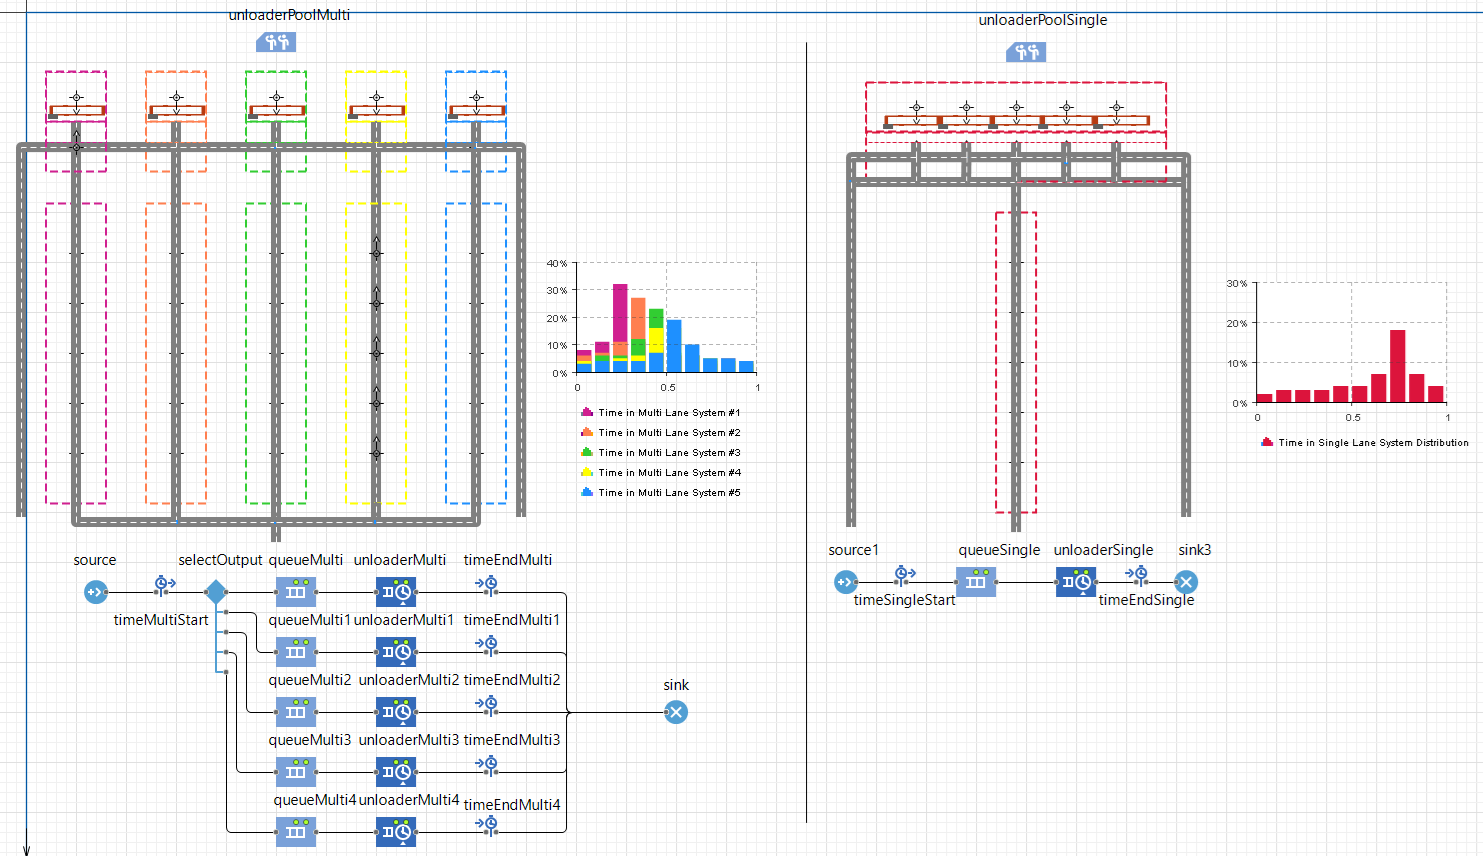 unloaderPoolMulti
unloaderPoolSingle
40%
30%
20%
10%
0%
0
0.5
1
Time in Multi Lane System #1
Time in Multi Lane System #2
Time in Multi Lane System #3
Time in Multi Lane System #4
Time in Multi Lane System #5
30%
20%
10%
0%
0
0.5
1
Time in Single Lane System Distribution
source
selectOutput
queueMulti
unloaderMulti
timeEndMulti
timeMultiStart
queueMulti1
unloaderMulti1
timeEndMulti1
queueMulti2
unloaderMulti2
timeEndMulti2
sink
queueMulti3
unloaderMulti3
timeEndMulti3
queueMulti4
unloaderMulti4
timeEndMulti4
source1
queueSingle
unloaderSingle
sink3
timeSingleStart
timeEndSingle